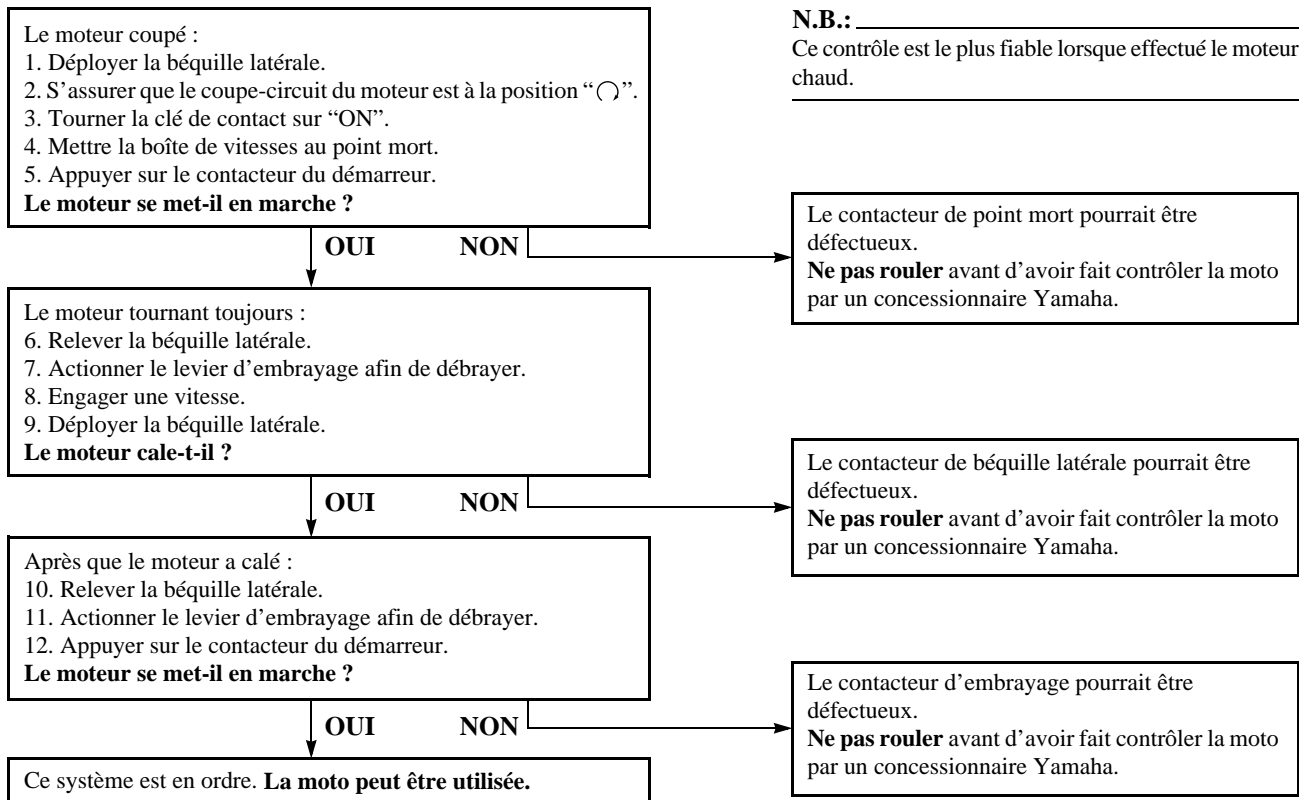 Le moteur coupé :
1. Déployer la béquille latérale.
2. S’assurer que le coupe-circuit du moteur est à la position “ ”.
3. Tourner la clé de contact sur “ON”.
4. Mettre la boîte de vitesses au point mort.
5. Appuyer sur le contacteur du démarreur.
Le moteur se met-il en marche ?
N.B.:
Ce contrôle est le plus fiable lorsque effectué le moteur
chaud.
OUI NON
Le contacteur de point mort pourrait être
défectueux.
Ne pas rouler avant d’avoir fait contrôler la moto
par un concessionnaire Yamaha.
Le moteur tournant toujours :
6. Relever la béquille latérale.
7. Actionner le levier d’embrayage afin de débrayer.
8. Engager une vitesse.
9. Déployer la béquille latérale.
Le moteur cale-t-il ?
OUI NON
Le contacteur de béquille latérale pourrait être
défectueux.
Ne pas rouler avant d’avoir fait contrôler la moto
par un concessionnaire Yamaha.
Après que le moteur a calé :
10. Relever la béquille latérale.
11. Actionner le levier d’embrayage afin de débrayer.
12. Appuyer sur le contacteur du démarreur.
Le moteur se met-il en marche ?
OUI NON
Le contacteur d’embrayage pourrait être
défectueux.
Ne pas rouler avant d’avoir fait contrôler la moto
par un concessionnaire Yamaha.
Ce système est en ordre. La moto peut être utilisée.